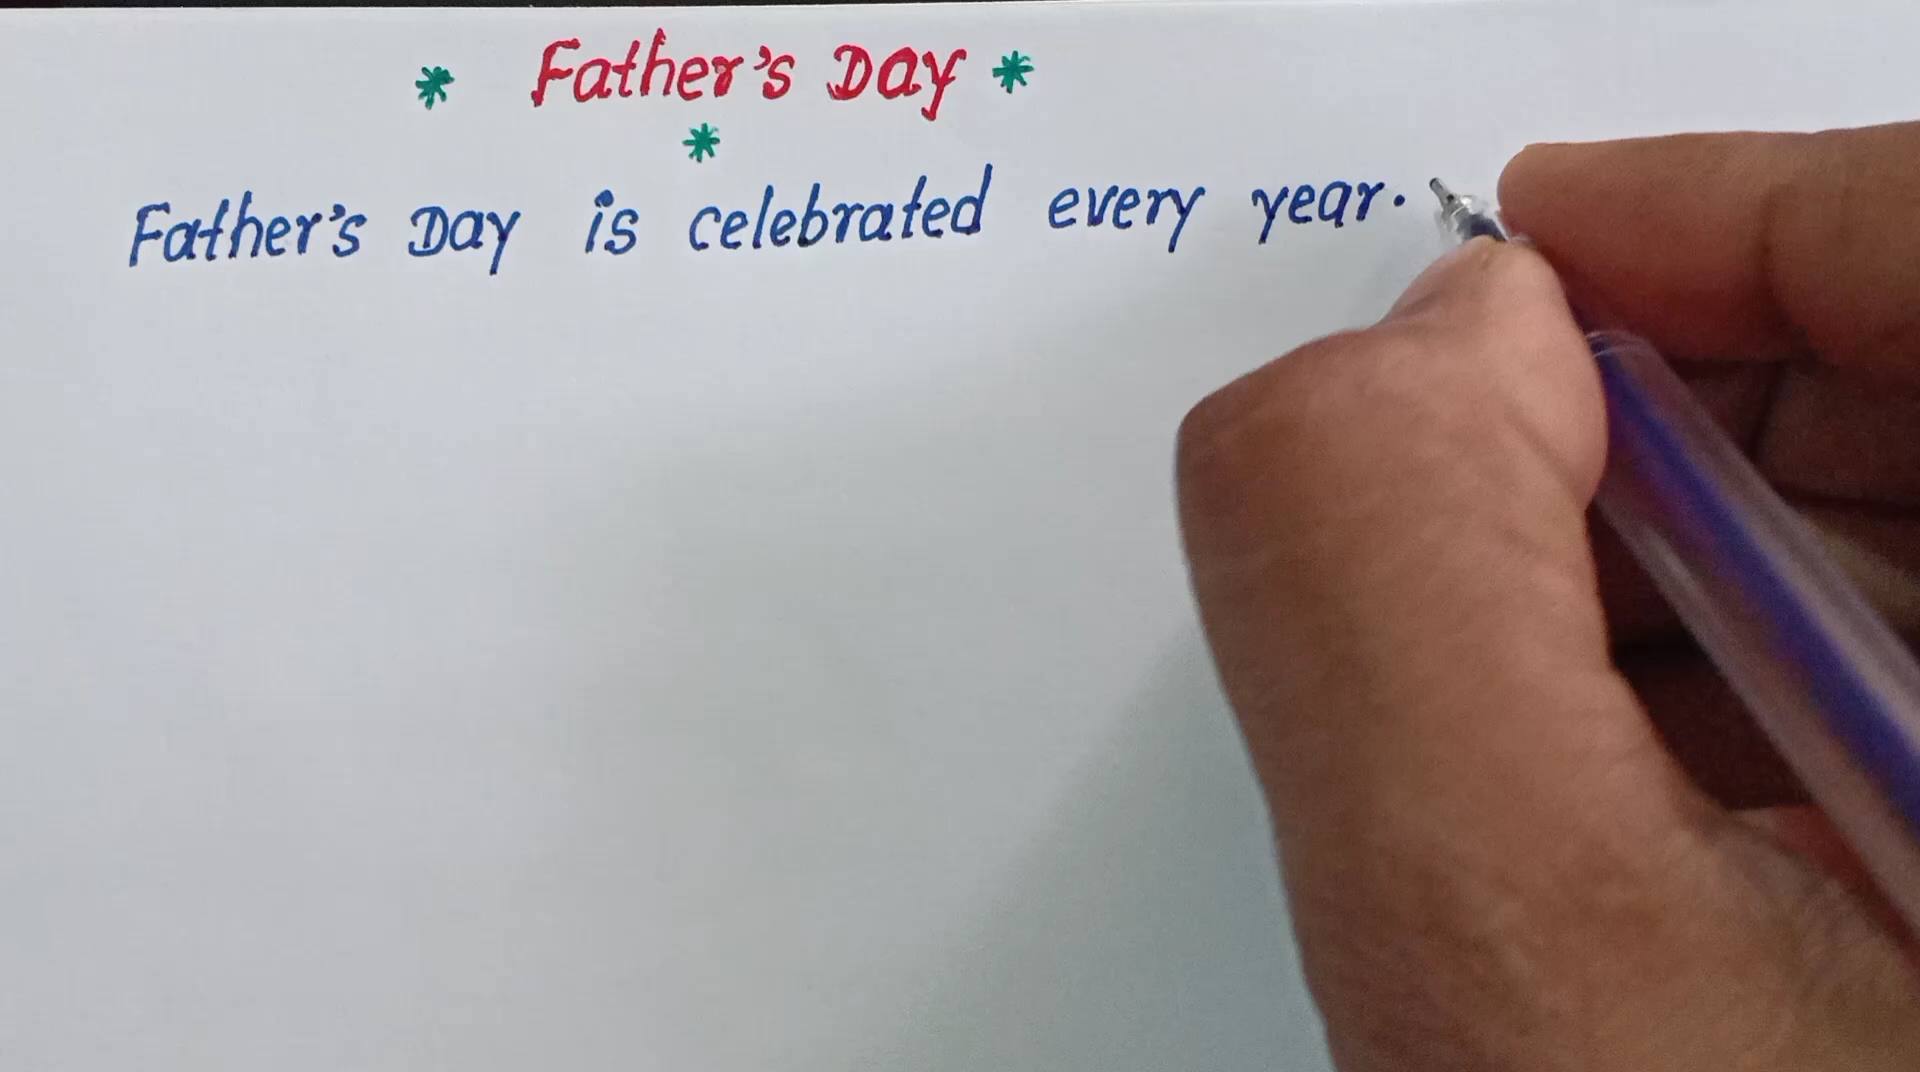 * Father's Day *
*
Father's Day is celebrated every year.